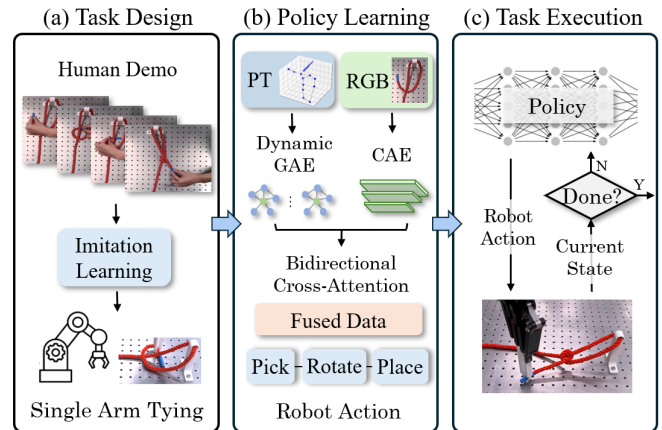 (a) Task Design
Human Demo
Imitation
Learning
Single Arm Tying
(b) Policy Learning
PT
RGB
Dynamic
GAE
CAE
Bidirectional
Cross-Attention
Fused Data
Pick
Rotate
Place
Robot Action
(c) Task Execution
Policy
N
Y
Done?
Robot
Action
Current
State